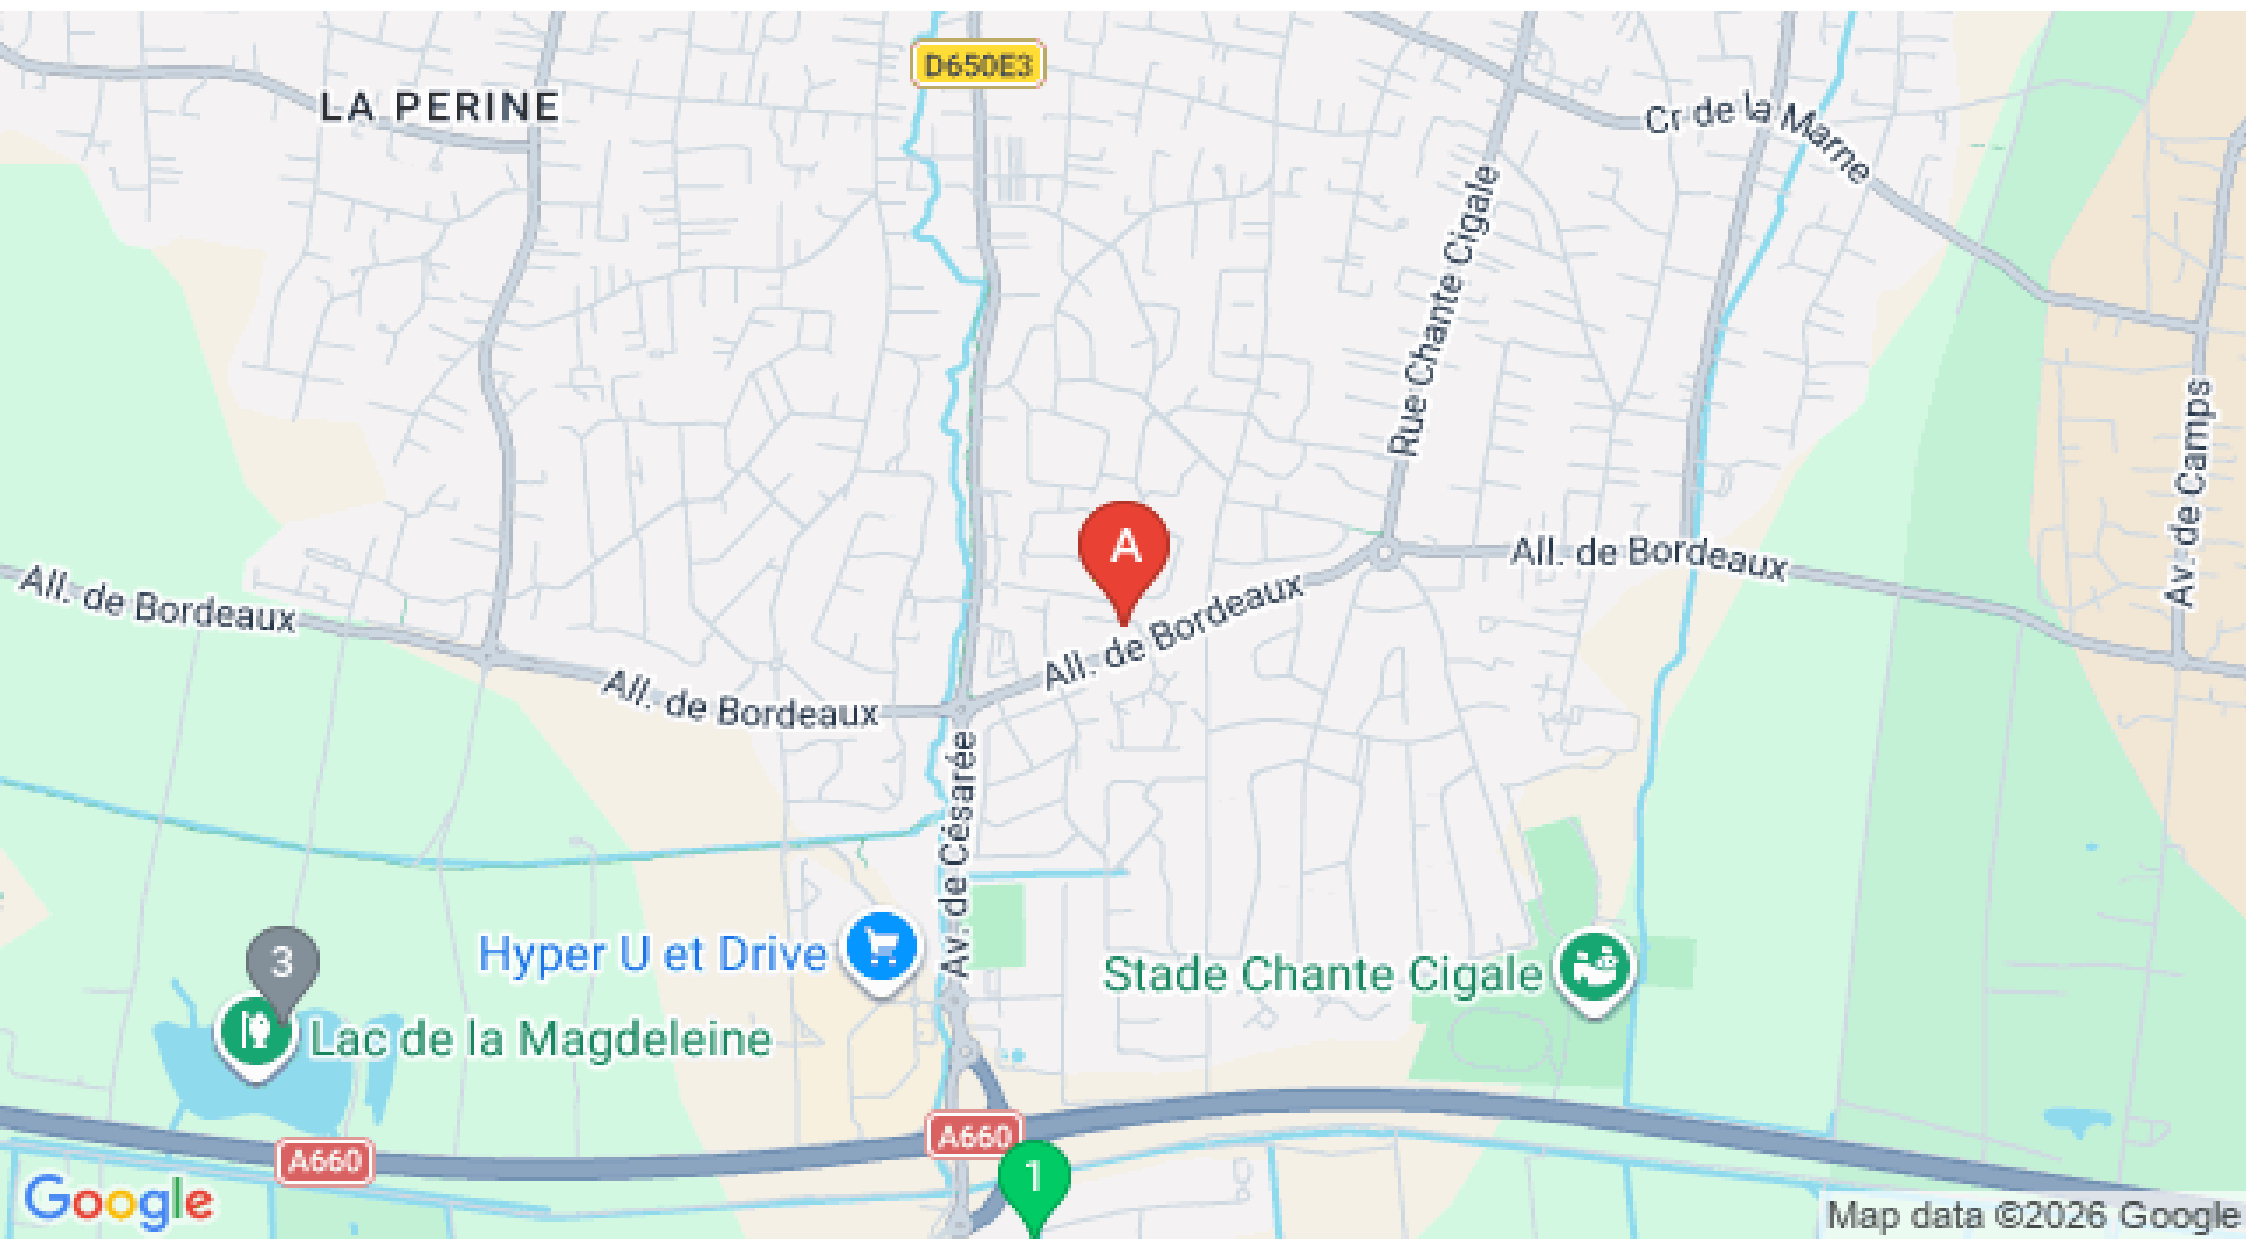 D650E3
LA PERINE
Cr de la Marne
Rue Chante Cigale
Av. de Camps
A
All. de Bordeaux
All. de Bordeaux
All. de Bordeaux
All. de Bordeaux
Av. de Césarée
3
Hyper U et Drive
Stade Chante Cigale
Lac de la Magdeleine
A660
A660
1
Google
Map data ©2026 Google